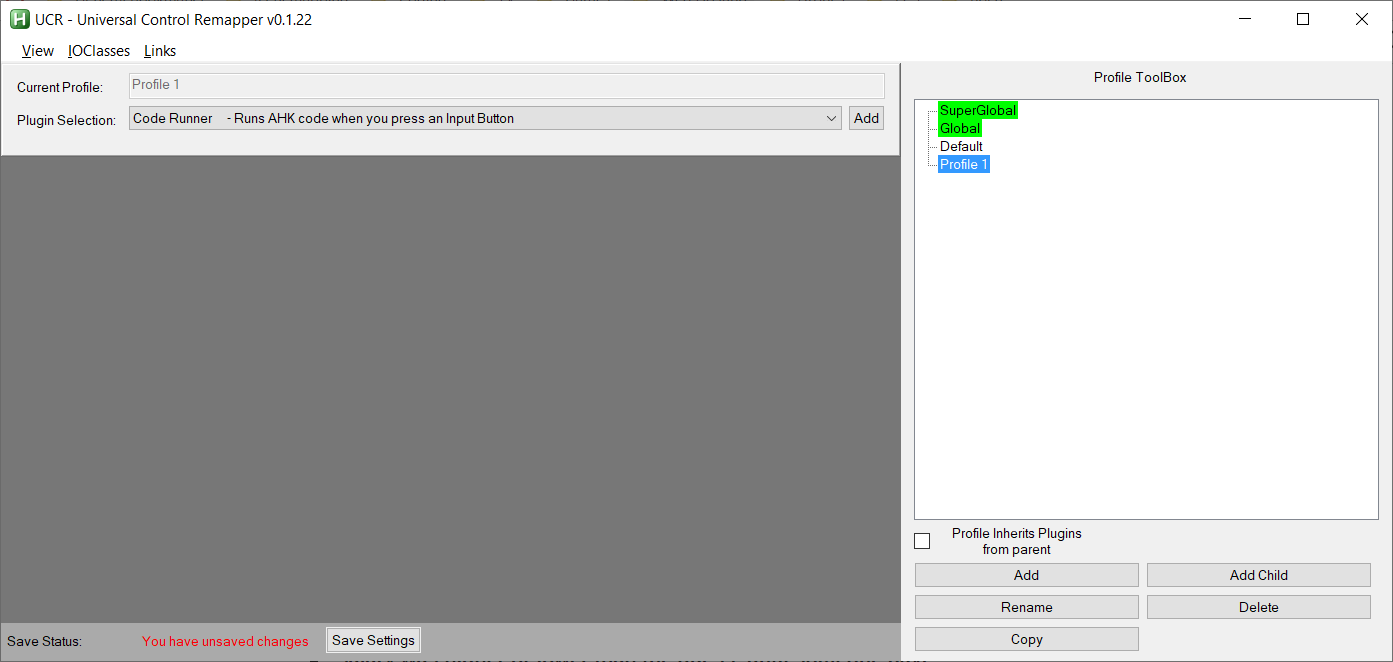 UCR - Universal Control Remapper v0.1.22
View IOClasses Links
Current Profile: Profile 1
Plugin Selection: Code Runner - Runs AHK code when you press an Input Button Add
Profile ToolBox
SuperGlobal
Global
Default
Profile 1
Profile Inherits Plugins
from parent
Add Add Child
Rename Delete
Copy
Save Status: You have unsaved changes Save Settings